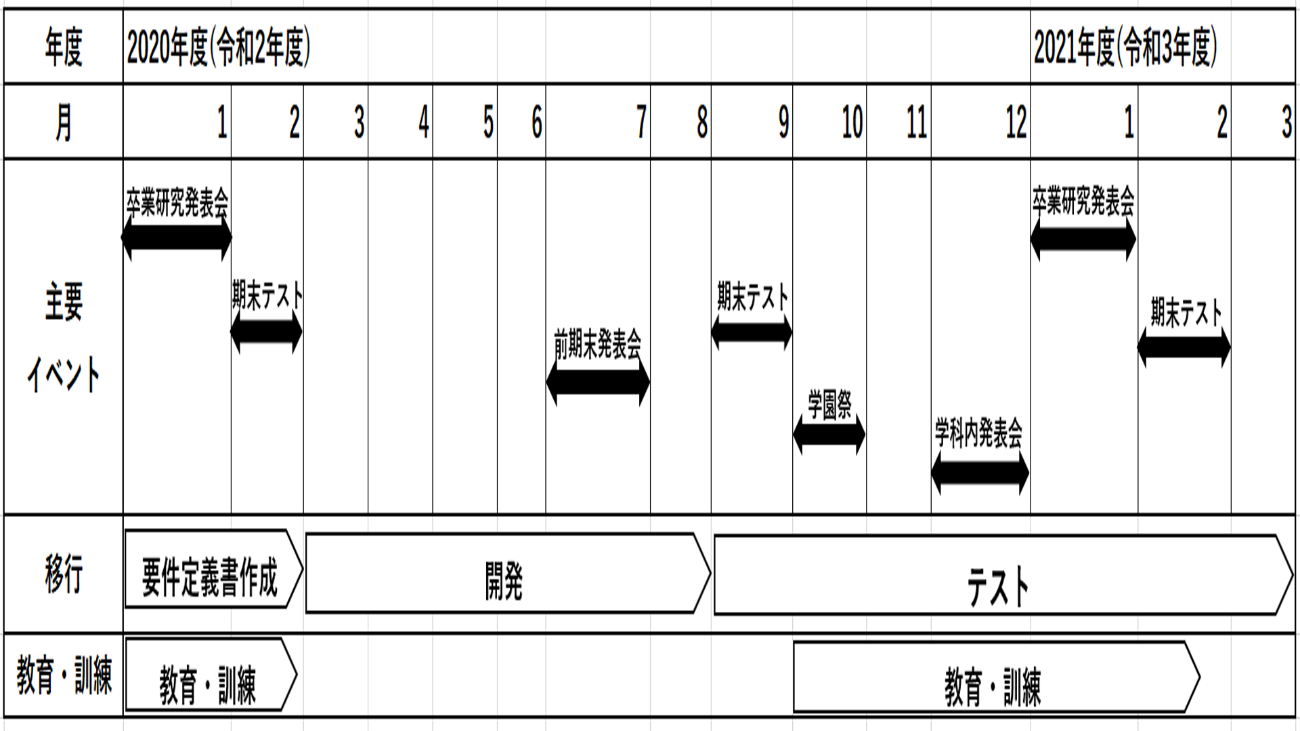 年度 2020年度(令和2年度) 2021年度(令和3年度)
月 1 2 3 4 5 6 7 8 9 10 11 12 1 2 3
主要
イベント
卒業研究発表会
期末テスト
前期末発表会
期末テスト
学園祭
学科内発表会
卒業研究発表会
期末テスト
移行 要件定義書作成 開発 テスト
教育・訓練 教育・訓練 教育・訓練